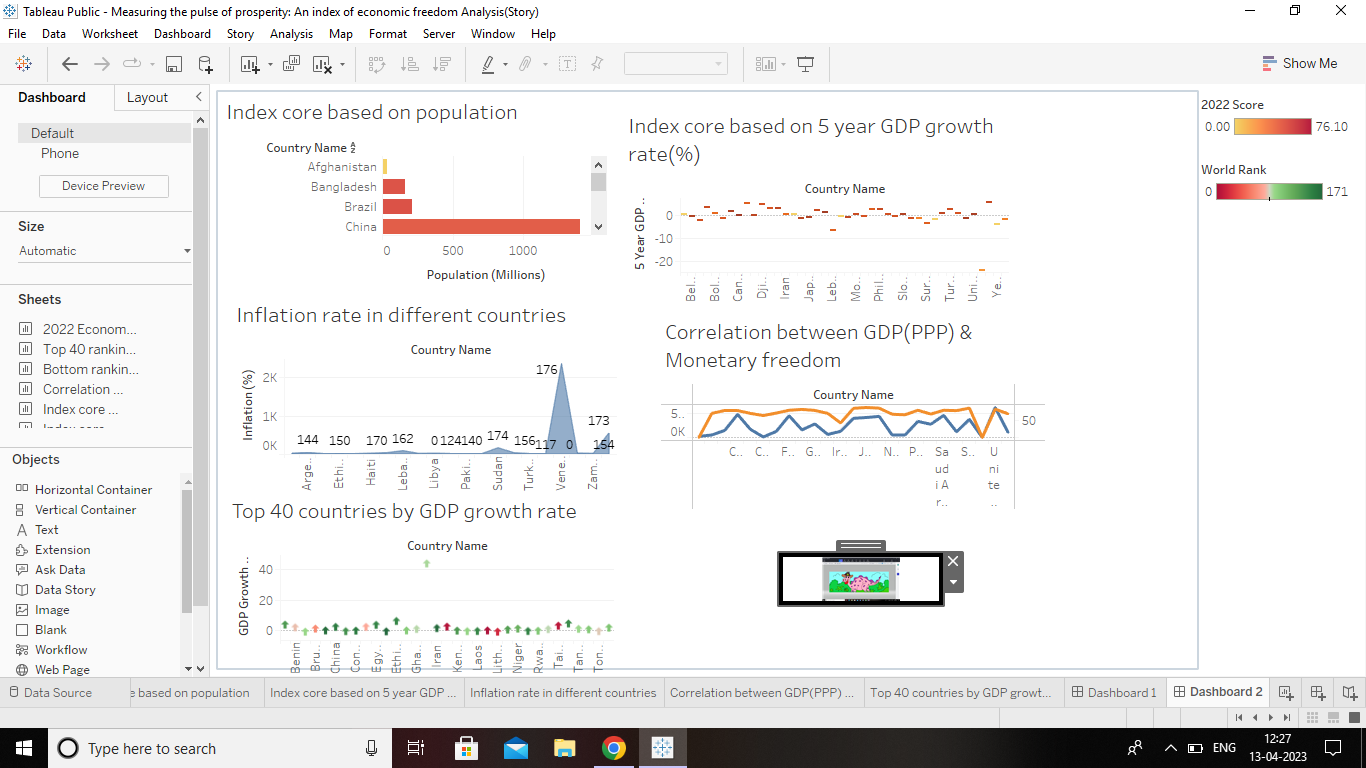 Tableau Public - Measuring the pulse of prosperity: An index of economic freedom Analysis(Story)
File Data Worksheet Dashboard Story Analysis Map Format Server Window Help
Show Me
Dashboard Layout
Default
Phone
Device Preview
Size
Automatic
Sheets
2022 Econom...
Top 40 rankin...
Bottom rankin...
Correlation ...
Index core ...
Objects
Horizontal Container
Vertical Container
Text
Extension
Ask Data
Data Story
Image
Blank
Workflow
Web Page
Index core based on population
Country Name
Afghanistan
Bangladesh
Brazil
China
0 500 1000
Population (Millions)
Index core based on 5 year GDP growth
rate(%)
Country Name
5 Year GDP ..
0
-10
-20
Bel.. Bol.. Can.. Dji.. Iran Jap.. Leb.. Mo.. Phil.. Slo.. Sur.. Tur.. Uni.. Ye..
Inflation rate in different countries
Country Name
Inflation (%)
2K
1K
0K
144 150 170 162 0 124 140 174 156 117 176 0 173 154
Arge.. Ethi.. Haiti Leba.. Libya Paki.. Sudan Turk.. Vene.. Zam..
Correlation between GDP(PPP) &
Monetary freedom
Country Name
5..
0K
50
C.. C.. F.. G.. Ir.. J.. N.. P.. Sa S.. U
ud ni
i A te
r.. ..
Top 40 countries by GDP growth rate
Country Name
GDP Growth ..
40
20
0
Benin Bru.. China Con.. Egy.. Ethi.. Gha.. Iran Ken.. Laos Lith.. Niger Rwa.. Tai.. Tan.. Ton..
2022 Score
0.00 76.10
World Rank
0 171
Data Source e based on population Index core based on 5 year GDP ... Inflation rate in different countries Correlation between GDP(PPP) ... Top 40 countries by GDP growt... Dashboard 1 Dashboard 2
Type here to search
ENG
12:27
13-04-2023